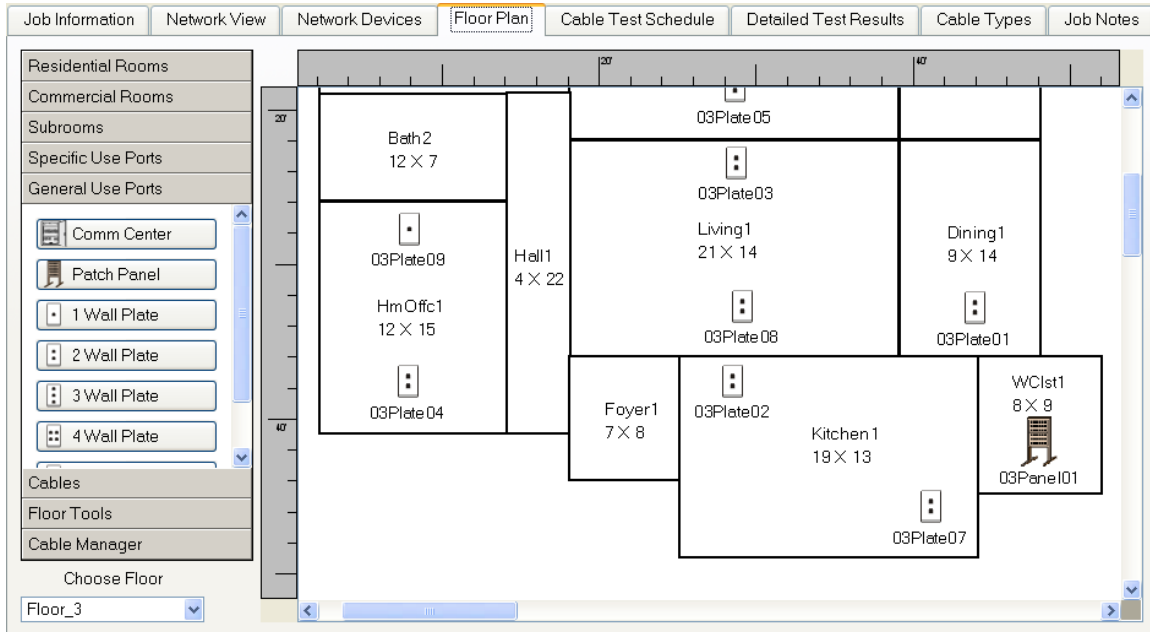 Job Information Network View Network Devices Floor Plan Cable Test Schedule Detailed Test Results Cable Types Job Notes
Residential Rooms
Commercial Rooms
Subrooms
Specific Use Ports
General Use Ports
Comm Center
Patch Panel
1 Wall Plate
2 Wall Plate
3 Wall Plate
4 Wall Plate
Cables
Floor Tools
Cable Manager
Choose Floor
Floor_3
20' 40'
20'
40'
Bath2
12 X 7
03Plate09
HmOffc1
12 X 15
03Plate04
Hall1
4 X 22
03Plate05
03Plate03
Living1
21 X 14
03Plate08
Dining1
9 X 14
03Plate01
Foyer1
7 X 8
03Plate02
Kitchen1
19 X 13
03Plate07
WClst1
8 X 9
03Panel01